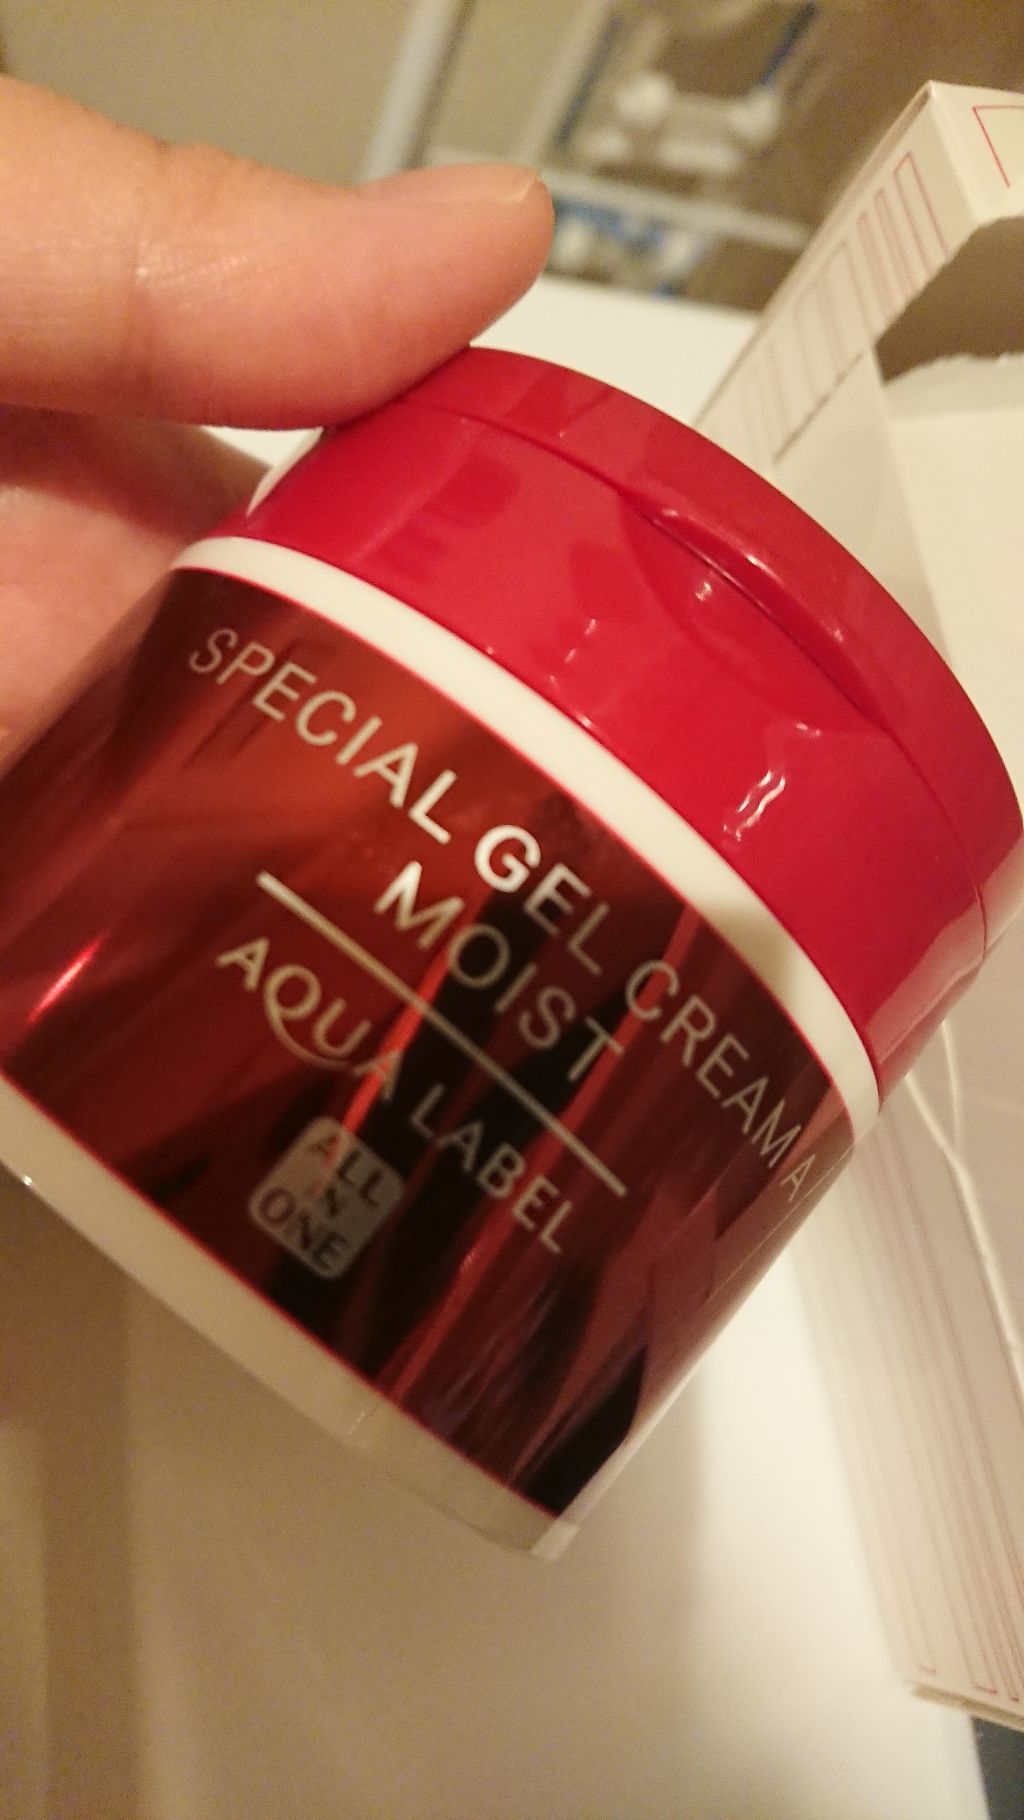 SPECIAL GEL CREAM A
MOIST
AQUA LABEL
ALL
IN
ONE